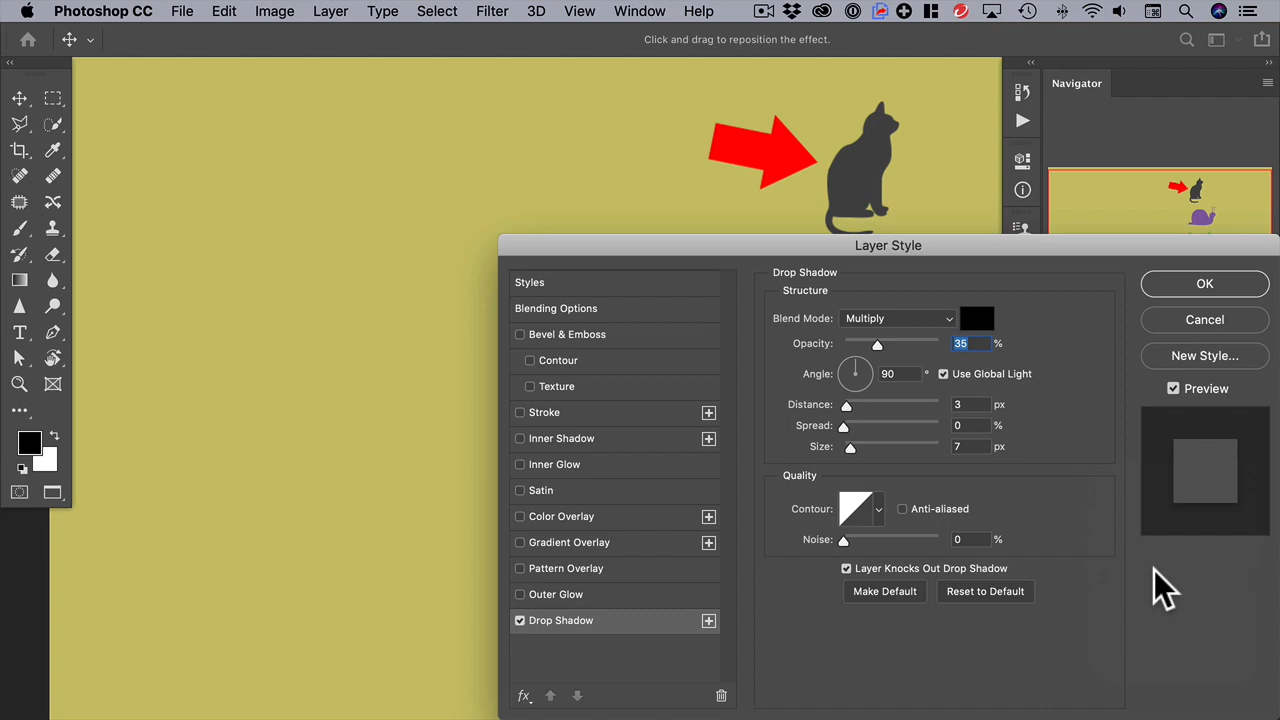 Photoshop CC File Edit Image Layer Type Select Filter 3D View Window Help
Click and drag to reposition the effect.
Navigator
Layer Style
Styles
Blending Options
Bevel & Emboss
Contour
Texture
Stroke
Inner Shadow
Inner Glow
Satin
Color Overlay
Gradient Overlay
Pattern Overlay
Outer Glow
Drop Shadow
fx
Drop Shadow
Structure
Blend Mode: Multiply
Opacity: 35 %
Angle: 90 ° Use Global Light
Distance: 3 px
Spread: 0 %
Size: 7 px
Quality
Contour: Anti-aliased
Noise: 0 %
Layer Knocks Out Drop Shadow
Make Default Reset to Default
OK
Cancel
New Style...
Preview